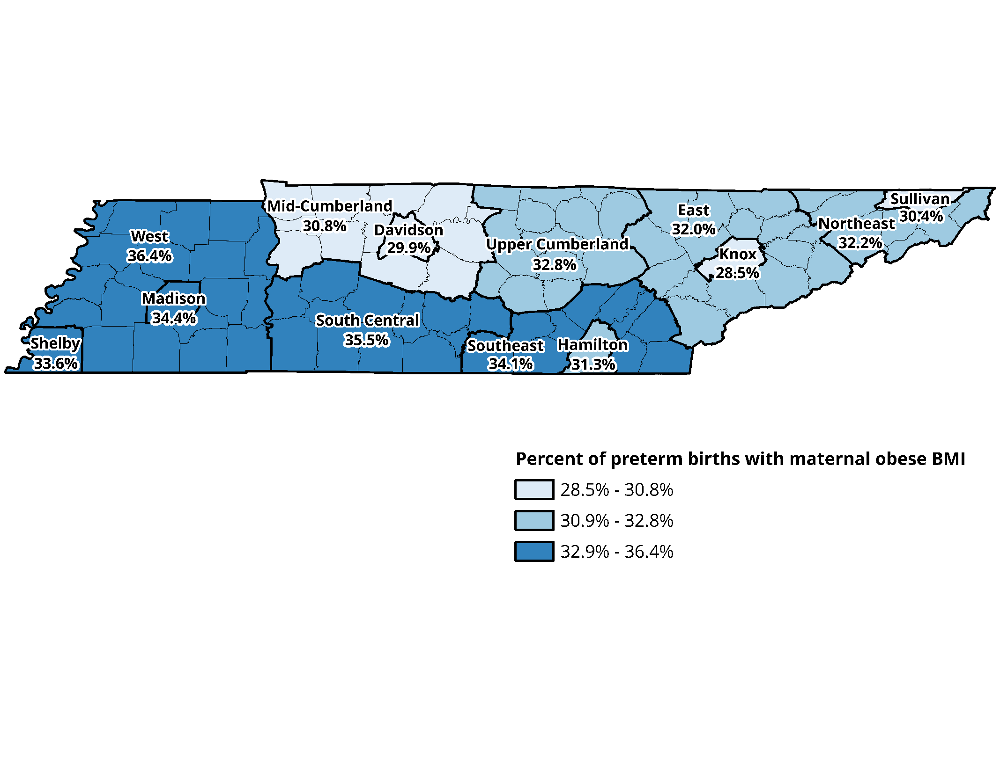 Mid-Cumberland
30.8%
Davidson
29.9%
West
36.4%
Upper Cumberland
32.8%
East
32.0%
Sullivan
30.4%
Northeast
32.2%
Knox
28.5%
Madison
34.4%
South Central
35.5%
Shelby
33.6%
Southeast
34.1%
Hamilton
31.3%
Percent of preterm births with maternal obese BMI
28.5% - 30.8%
30.9% - 32.8%
32.9% - 36.4%